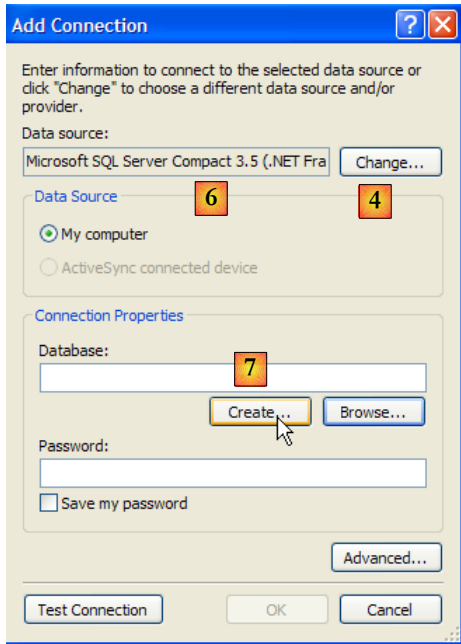 Add Connection
Enter information to connect to the selected data source or
click "Change" to choose a different data source and/or
provider.
Data source:
Microsoft SQL Server Compact 3.5 (.NET Fra
Change...
Data Source
6
4
My computer
ActiveSync connected device
Connection Properties
Database:
7
Create...
Browse...
Password:
Save my password
Advanced...
Test Connection
OK
Cancel